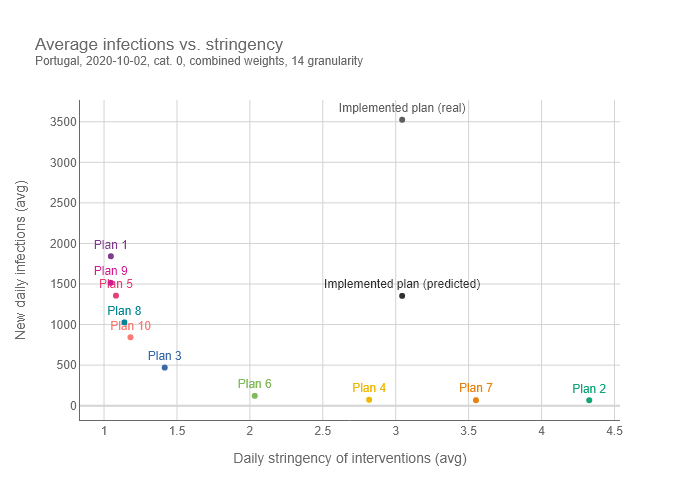 Average infections vs. stringency
Portugal, 2020-10-02, cat. 0, combined weights, 14 granularity
New daily infections (avg)
3500
3000
2500
2000
1500
1000
500
0
Implemented plan (real)
Plan 1
Plan 9
Plan 5
Implemented plan (predicted)
Plan 8
Plan 10
Plan 3
Plan 6
Plan 4
Plan 7
Plan 2
1
1.5
2
2.5
3
3.5
4
4.5
Daily stringency of interventions (avg)